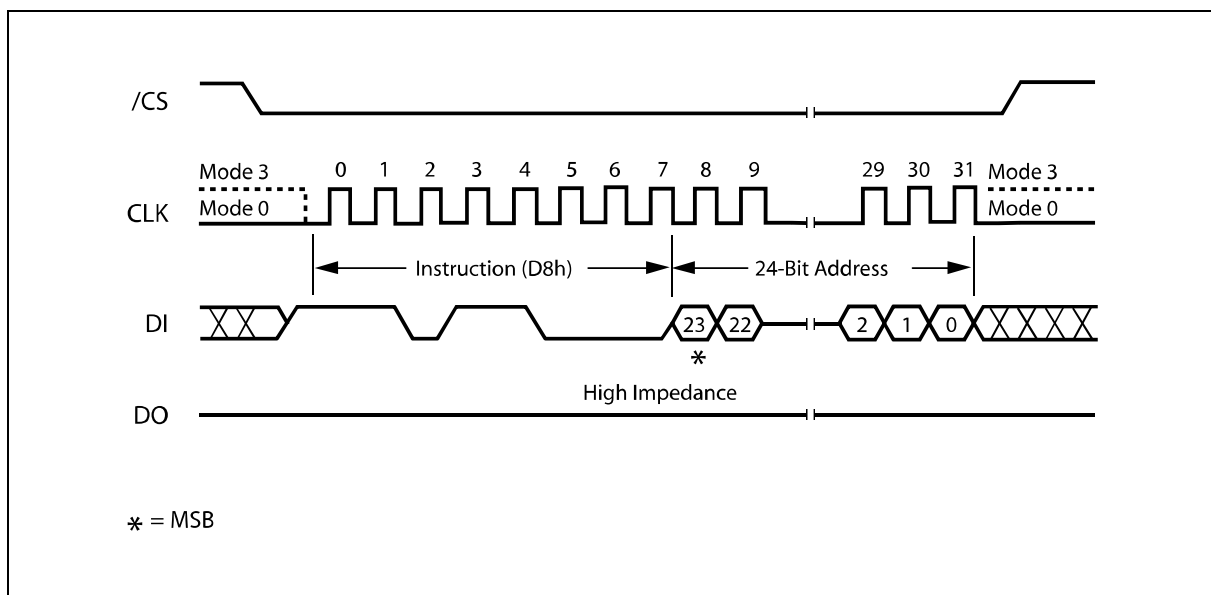 /CS
Mode 3 0 1 2 3 4 5 6 7 8 9 29 30 31 Mode 3
CLK Mode 0 Mode 0
Instruction (D8h) 24-Bit Address
DI 23 22 2 1 0
*
High Impedance
DO
* = MSB